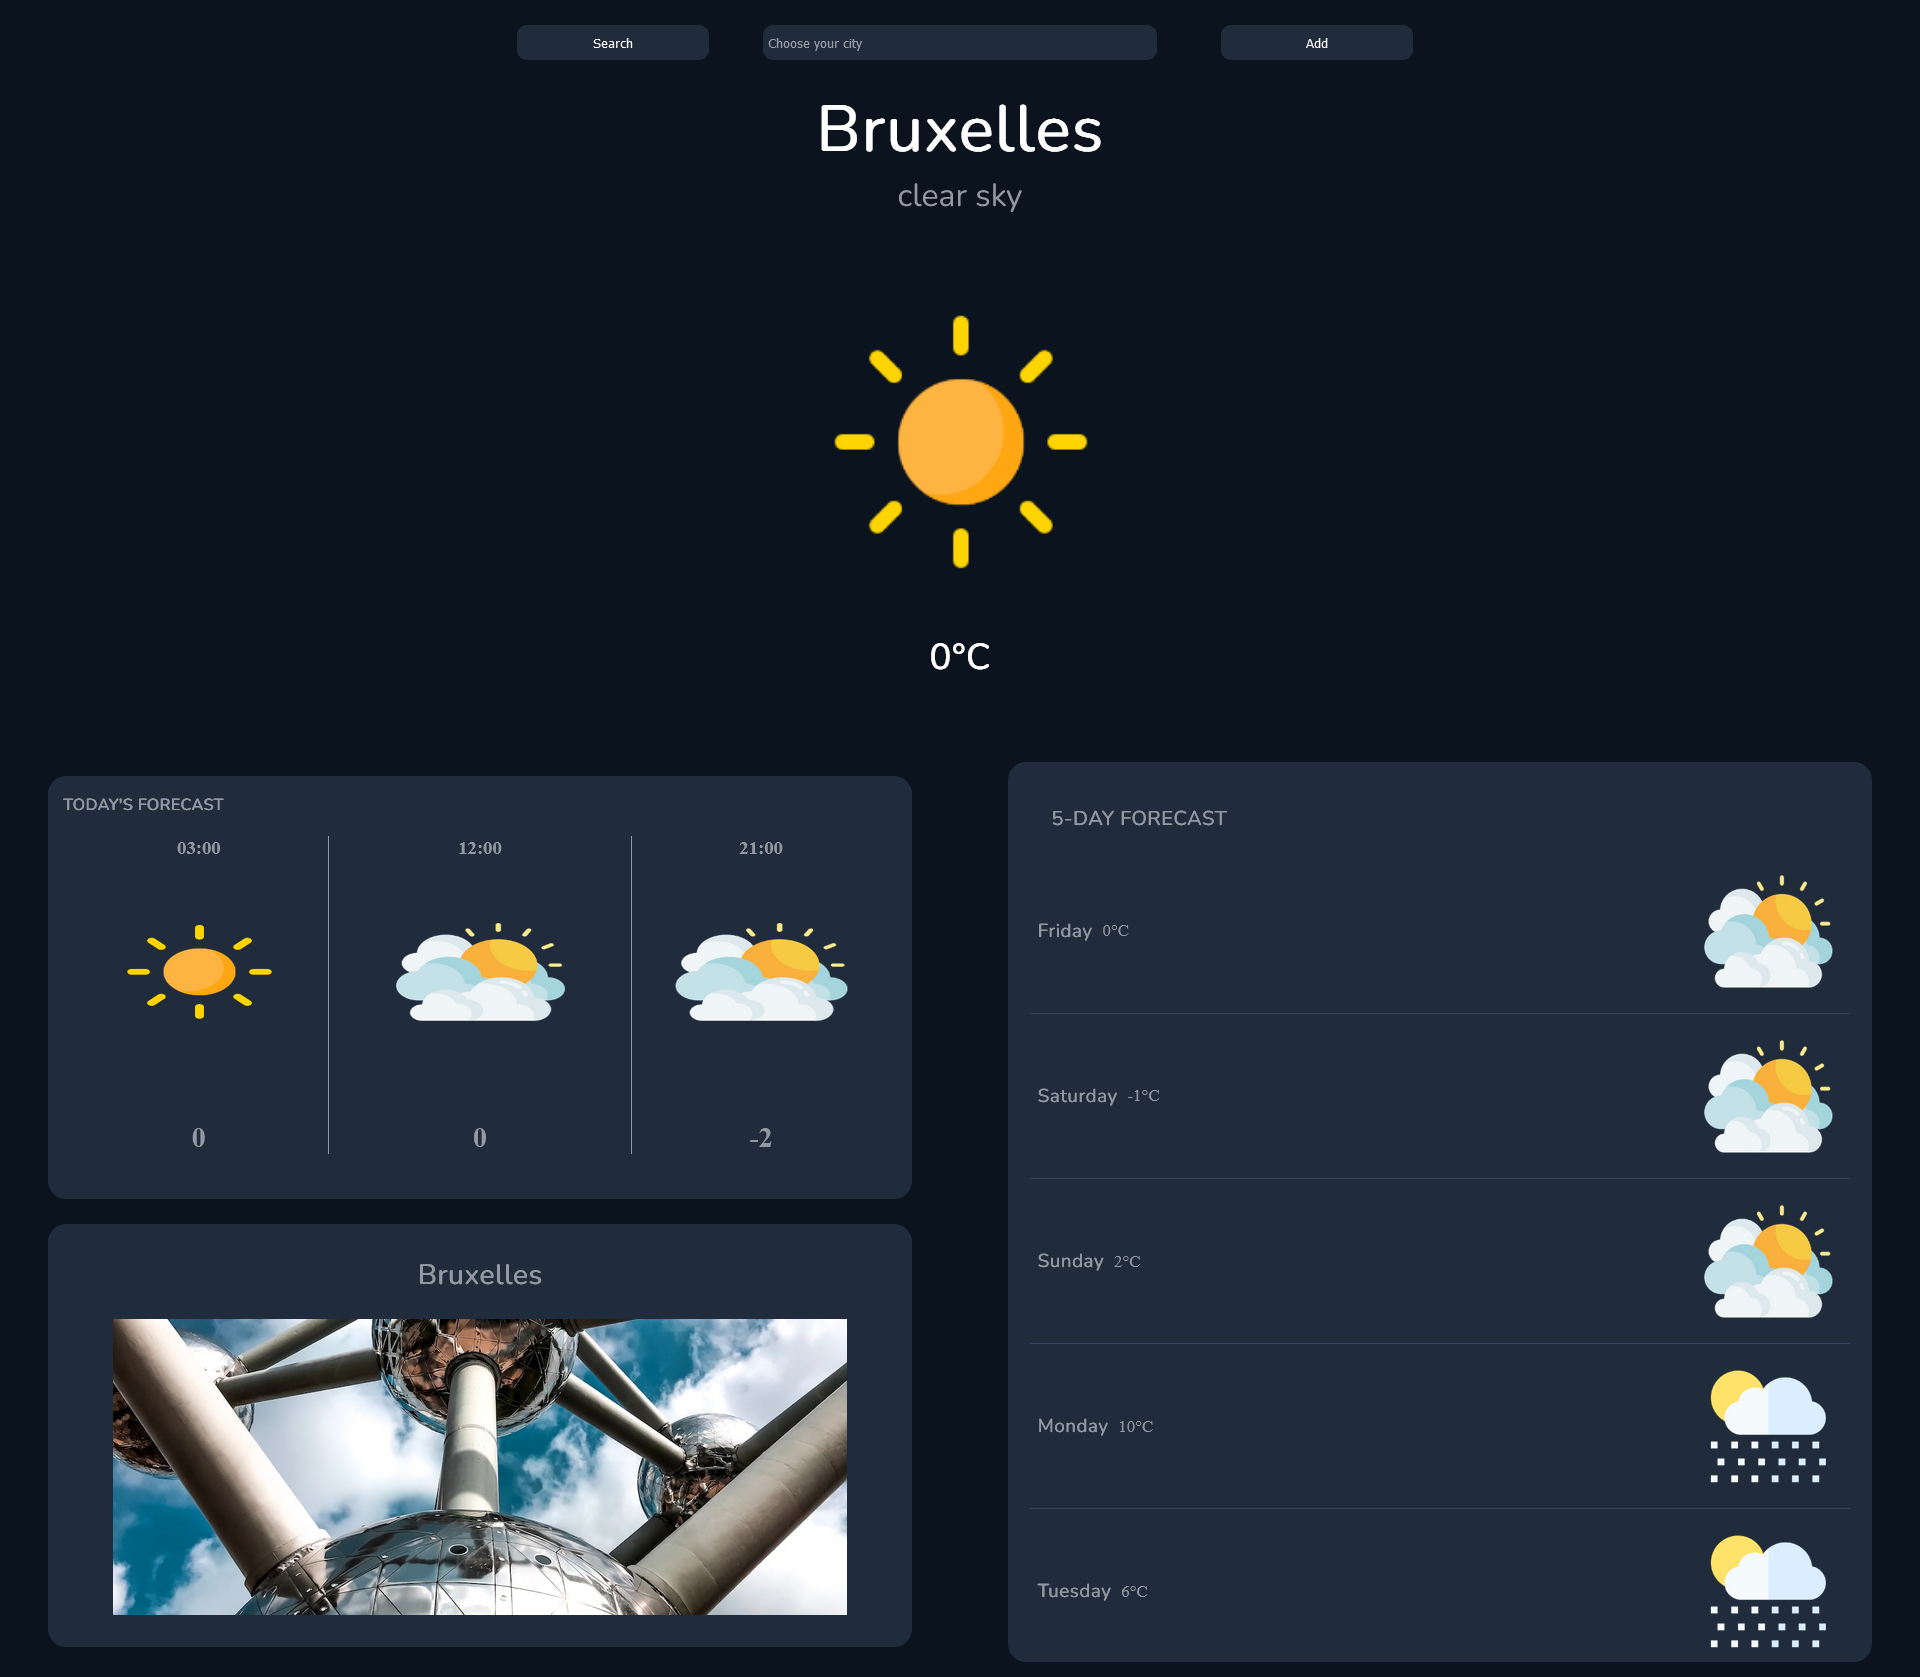 Search
Choose your city
Add
Bruxelles
clear sky
0°C
TODAY'S FORECAST
03:00
12:00
21:00
0
0
-2
Bruxelles
5-DAY FORECAST
Friday 0°C
Saturday -1°C
Sunday 2°C
Monday 10°C
Tuesday 6°C